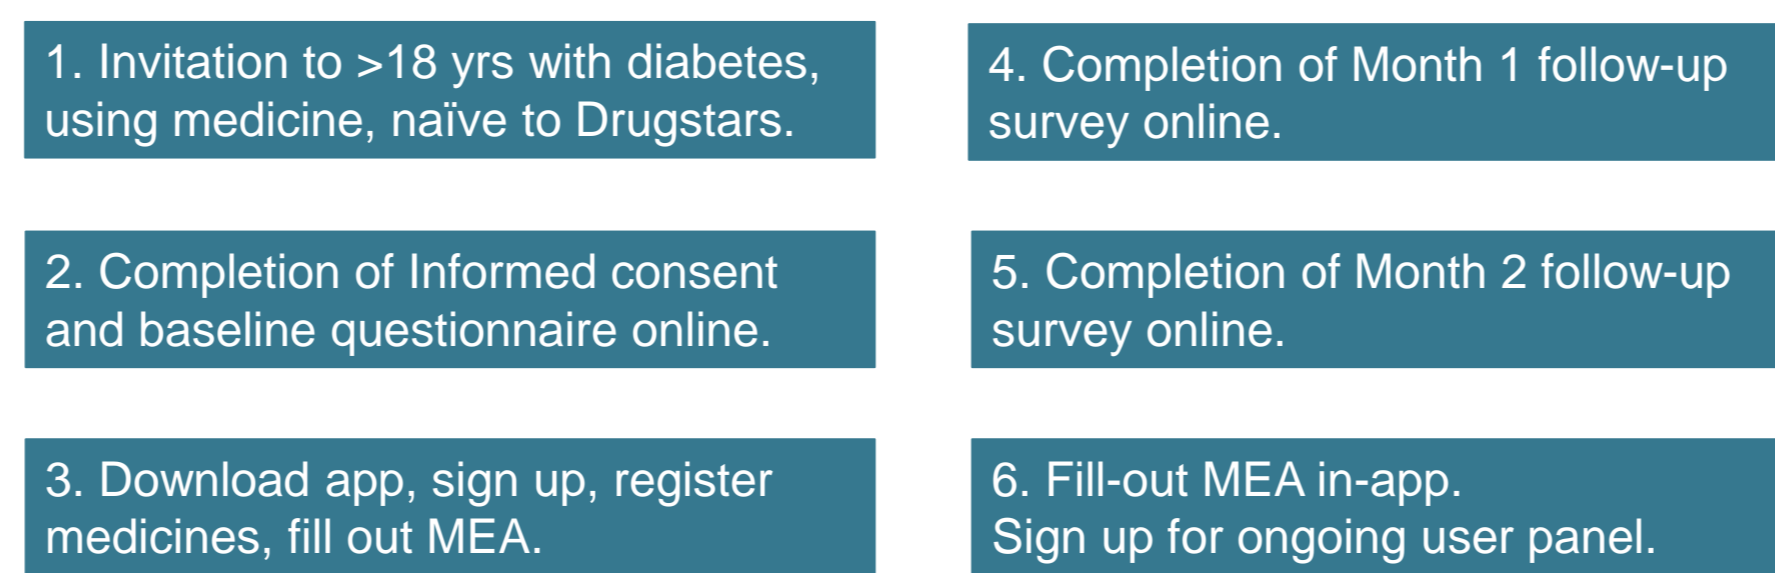 1. Invitation to >18 yrs with diabetes,
using medicine, naïve to Drugstars.
2. Completion of Informed consent
and baseline questionnaire online.
3. Download app, sign up, register
medicines, fill out MEA.
4. Completion of Month 1 follow-up
survey online.
5. Completion of Month 2 follow-up
survey online.
6. Fill-out MEA in-app.
Sign up for ongoing user panel.